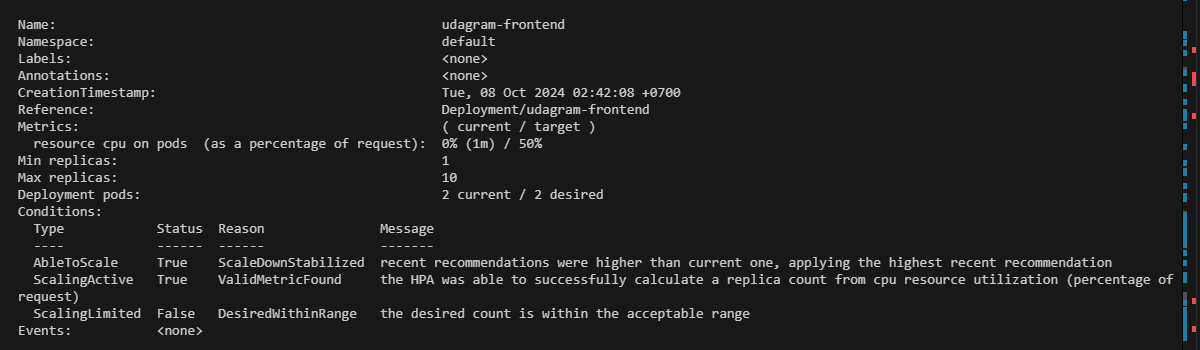 Name:                                                  udagram-frontend
Namespace:                                             default
Labels:                                                <none>
Annotations:                                           <none>
CreationTimestamp:                                     Tue, 08 Oct 2024 02:42:08 +0700
Reference:                                             Deployment/udagram-frontend
Metrics:                                               ( current / target )
  resource cpu on pods  (as a percentage of request):  0% (1m) / 50%
Min replicas:                                          1
Max replicas:                                          10
Deployment pods:                                       2 current / 2 desired
Conditions:
  Type            Status  Reason               Message
  ----            ------  ------               -------
  AbleToScale     True    ScaleDownStabilized  recent recommendations were higher than current one, applying the highest recent recommendation
  ScalingActive   True    ValidMetricFound     the HPA was able to successfully calculate a replica count from cpu resource utilization (percentage of
request)
  ScalingLimited  False   DesiredWithinRange   the desired count is within the acceptable range
Events:           <none>